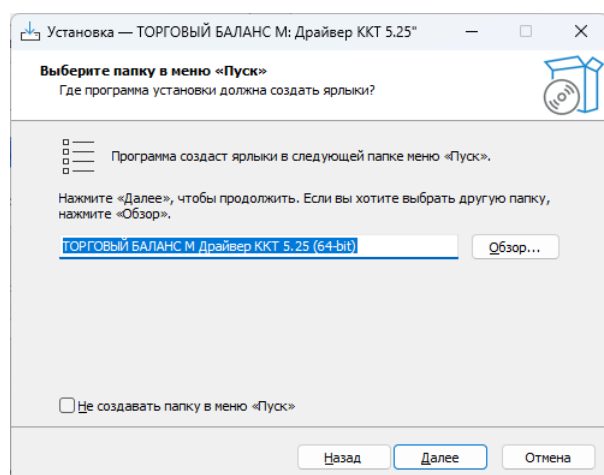 Установка — ТОРГОВЫЙ БАЛАНС М: Драйвер ККТ 5.25"
Выберите папку в меню «Пуск»
Где программа установки должна создать ярлыки?
Программа создаст ярлыки в следующей папке меню «Пуск».
Нажмите «Далее», чтобы продолжить. Если вы хотите выбрать другую папку,
нажмите «Обзор».
ТОРГОВЫЙ БАЛАНС М Драйвер ККТ 5.25 (64-bit)
Обзор...
Не создавать папку в меню «Пуск»
Назад
Далее
Отмена